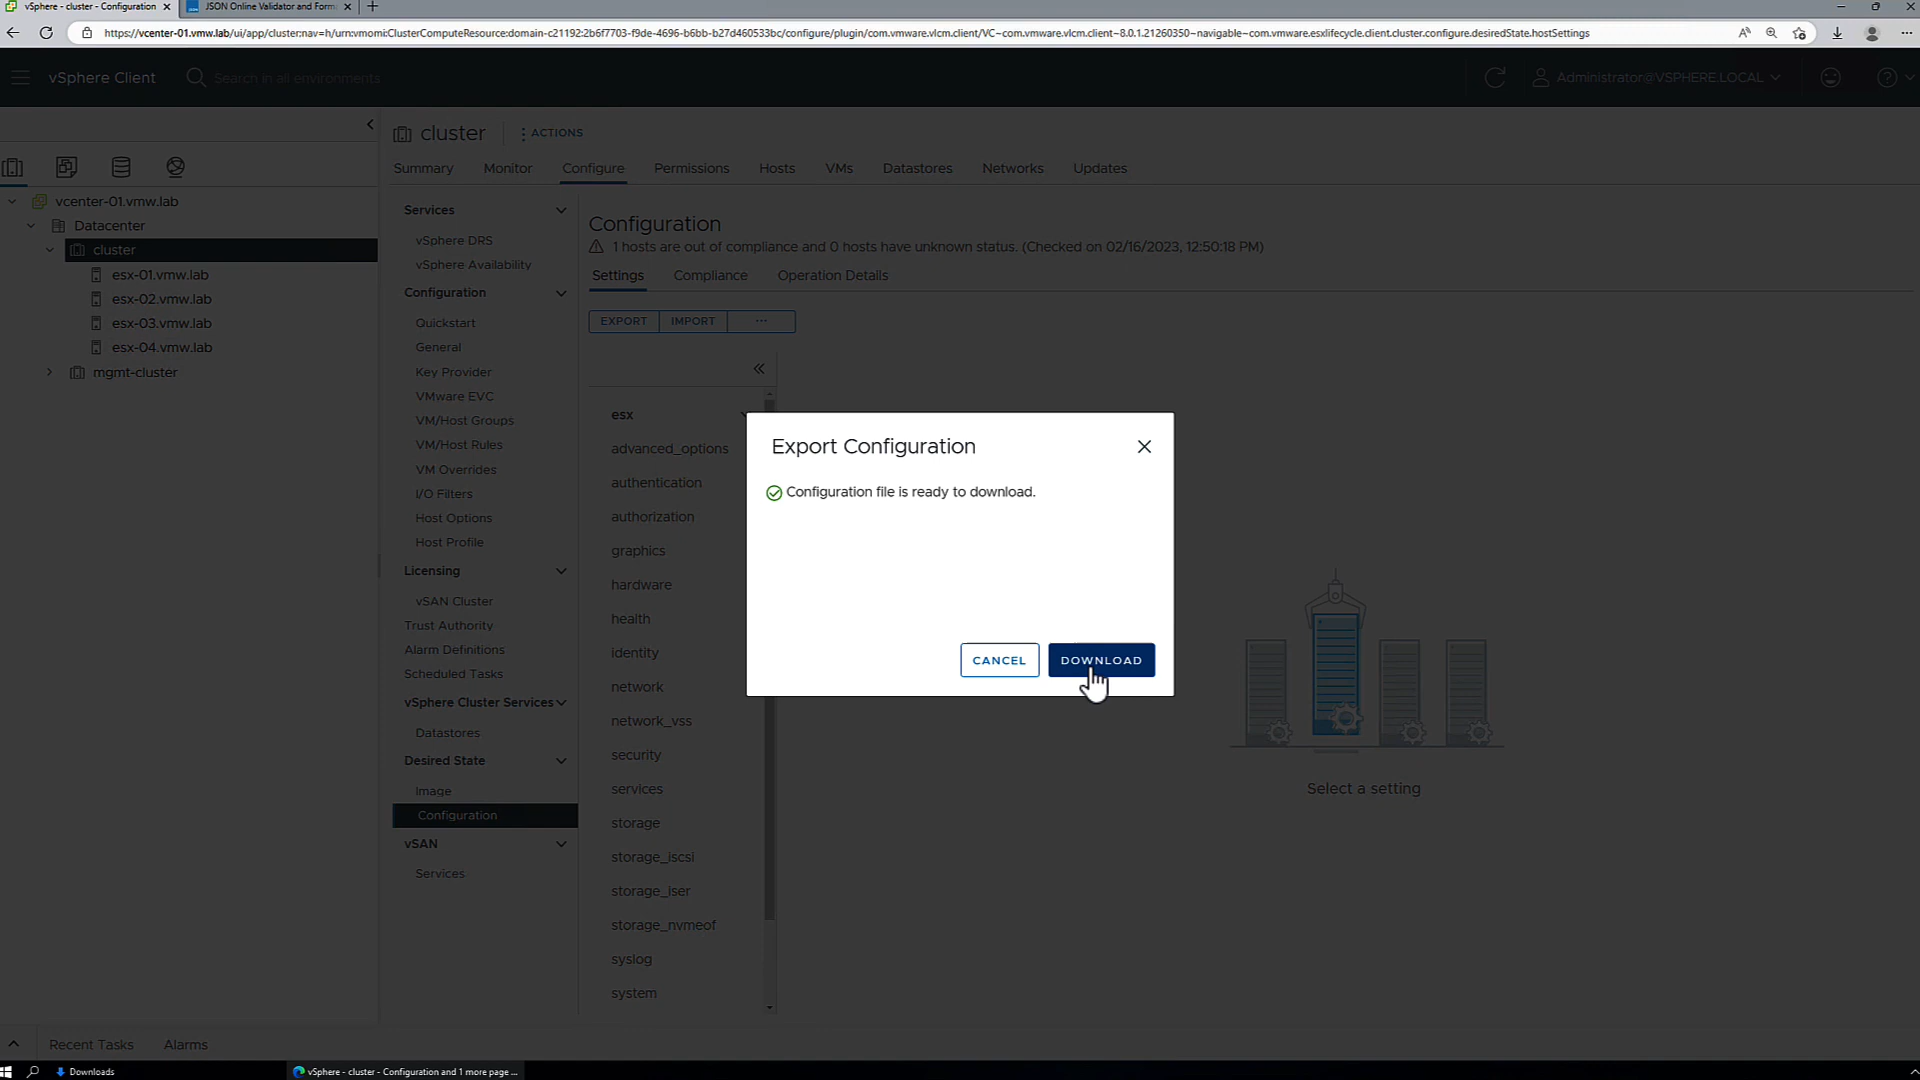 vSphere - cluster - Configuration
JSON Online Validator and Form
https://vcenter-01.vmw.lab/ui/app/cluster;nav=h/urn:vmomi:ClusterComputeResource:domain-c21192:2b6f7703-f9de-4696-b6bb-b27d460533bc/configure/plugin/com.vmware.vlcm.client/VC~com.vmware.vlcm.client~8.0.1.21260350~navigable~com.vmware.esxlifecycle.client.cluster.configure.desiredState.hostSettings
vSphere Client
Search in all environments
Administrator@VSPHERE.LOCAL
cluster
ACTIONS
Summary
Monitor
Configure
Permissions
Hosts
VMs
Datastores
Networks
Updates
vcenter-01.vmw.lab
Datacenter
cluster
esx-01.vmw.lab
esx-02.vmw.lab
esx-03.vmw.lab
esx-04.vmw.lab
mgmt-cluster
Services
vSphere DRS
vSphere Availability
Configuration
Quickstart
General
Key Provider
VMware EVC
VM/Host Groups
VM/Host Rules
VM Overrides
I/O Filters
Host Options
Host Profile
Licensing
vSAN Cluster
Trust Authority
Alarm Definitions
Scheduled Tasks
vSphere Cluster Services
Datastores
Desired State
Image
Configuration
vSAN
Services
Configuration
1 hosts are out of compliance and 0 hosts have unknown status. (Checked on 02/16/2023, 12:50:18 PM)
Settings
Compliance
Operation Details
EXPORT
IMPORT
...
esx
advanced_options
authentication
authorization
graphics
hardware
health
identity
network
network_vss
security
services
storage
storage_iscsi
storage_iser
storage_nvmeof
syslog
system
Export Configuration
Configuration file is ready to download.
CANCEL
DOWNLOAD
Select a setting
Recent Tasks
Alarms
Downloads
vSphere - cluster - Configuration and 1 more page ...